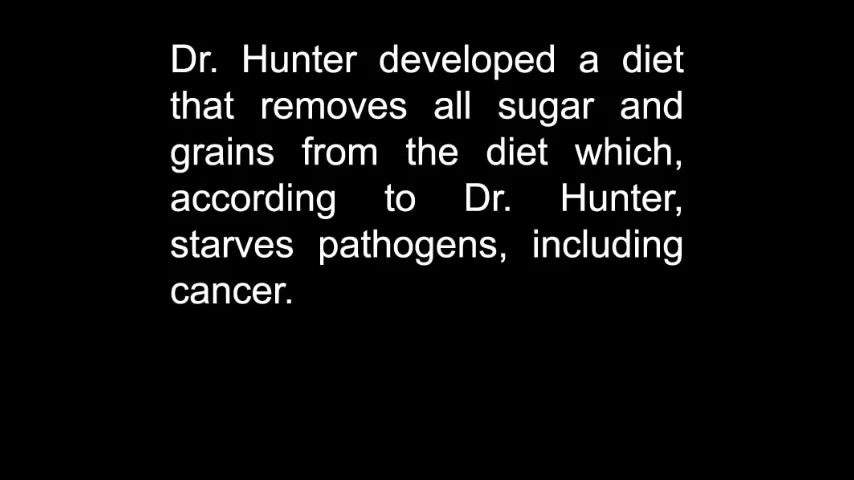 Dr. Hunter developed a diet
that removes all sugar and
grains from the diet which,
according to Dr. Hunter,
starves pathogens, including
cancer.